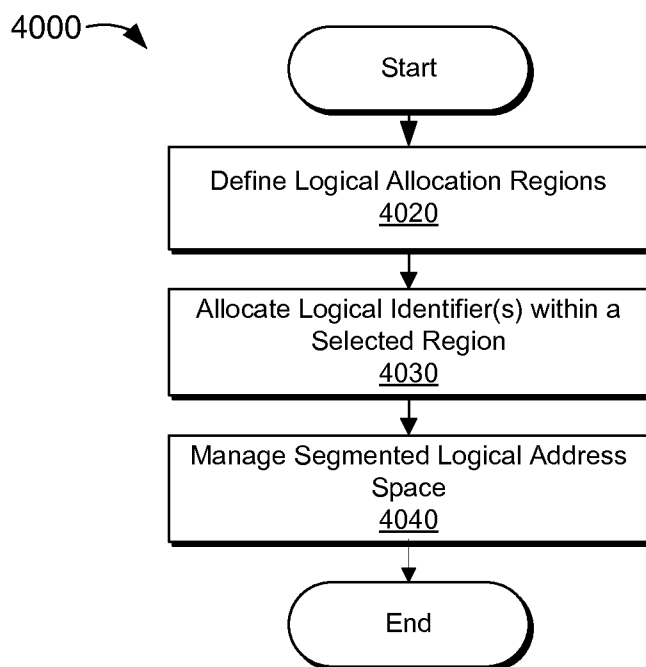 4000
Start
Define Logical Allocation Regions
4020
Allocate Logical Identifier(s) within a
Selected Region
4030
Manage Segmented Logical Address
Space
4040
End